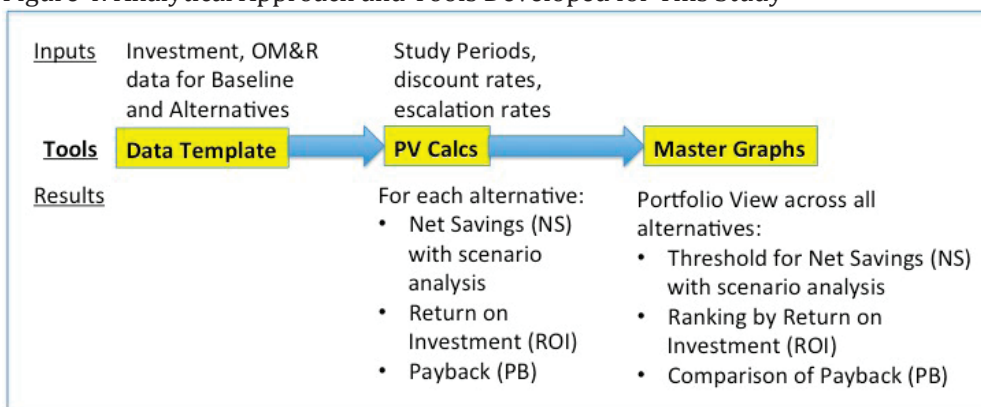 Figure 4. Analytical Approach and Tools Developed for This Study
Inputs
Investment, OM&R
data for Baseline
and Alternatives
Study Periods,
discount rates,
escalation rates
Tools
Data Template
PV Calcs
Master Graphs
Results
For each alternative:
• Net Savings (NS)
with scenario
analysis
• Return on
Investment (ROI)
• Payback (PB)
Portfolio View across all
alternatives:
• Threshold for Net Savings (NS)
with scenario analysis
• Ranking by Return on
Investment (ROI)
• Comparison of Payback (PB)